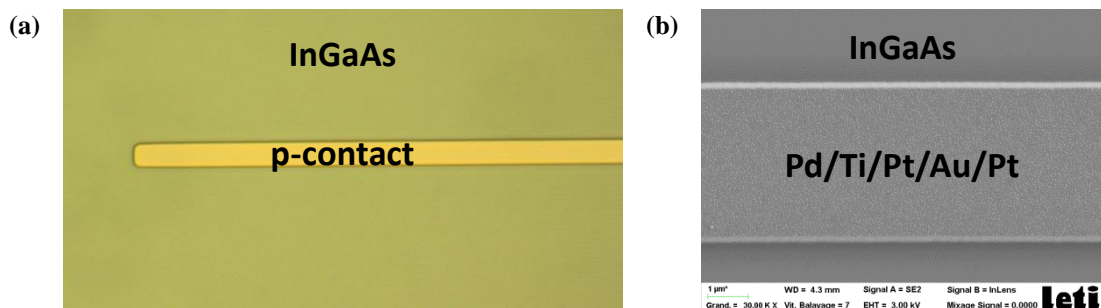 (a)
InGaAs
p-contact
(b)
InGaAs
Pd/Ti/Pt/Au/Pt
1 µm*
WD = 4.3 mm
Signal A = SE2
Signal B = InLens
Grand. = 30.00 K X
Vit. Balayage = 7
EHT = 3.00 kV
Mixage Signal = 0.0000
leti